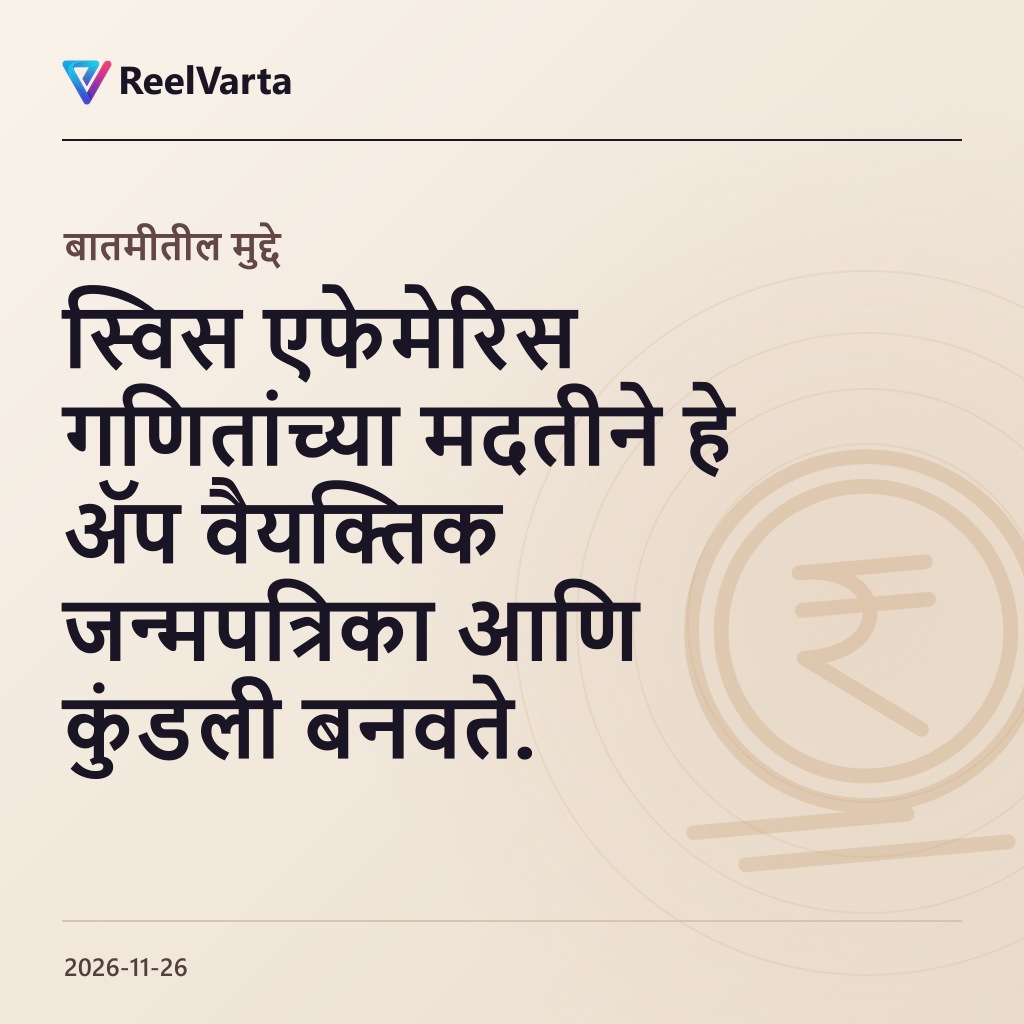 ReelVarta
बातमीतील मुद्दे
स्विस एफेमेरिस
गणितांच्या मदतीने हे
ॲप वैयक्तिक
जन्मपत्रिका आणि
कुंडली बनवते.
2026-11-26